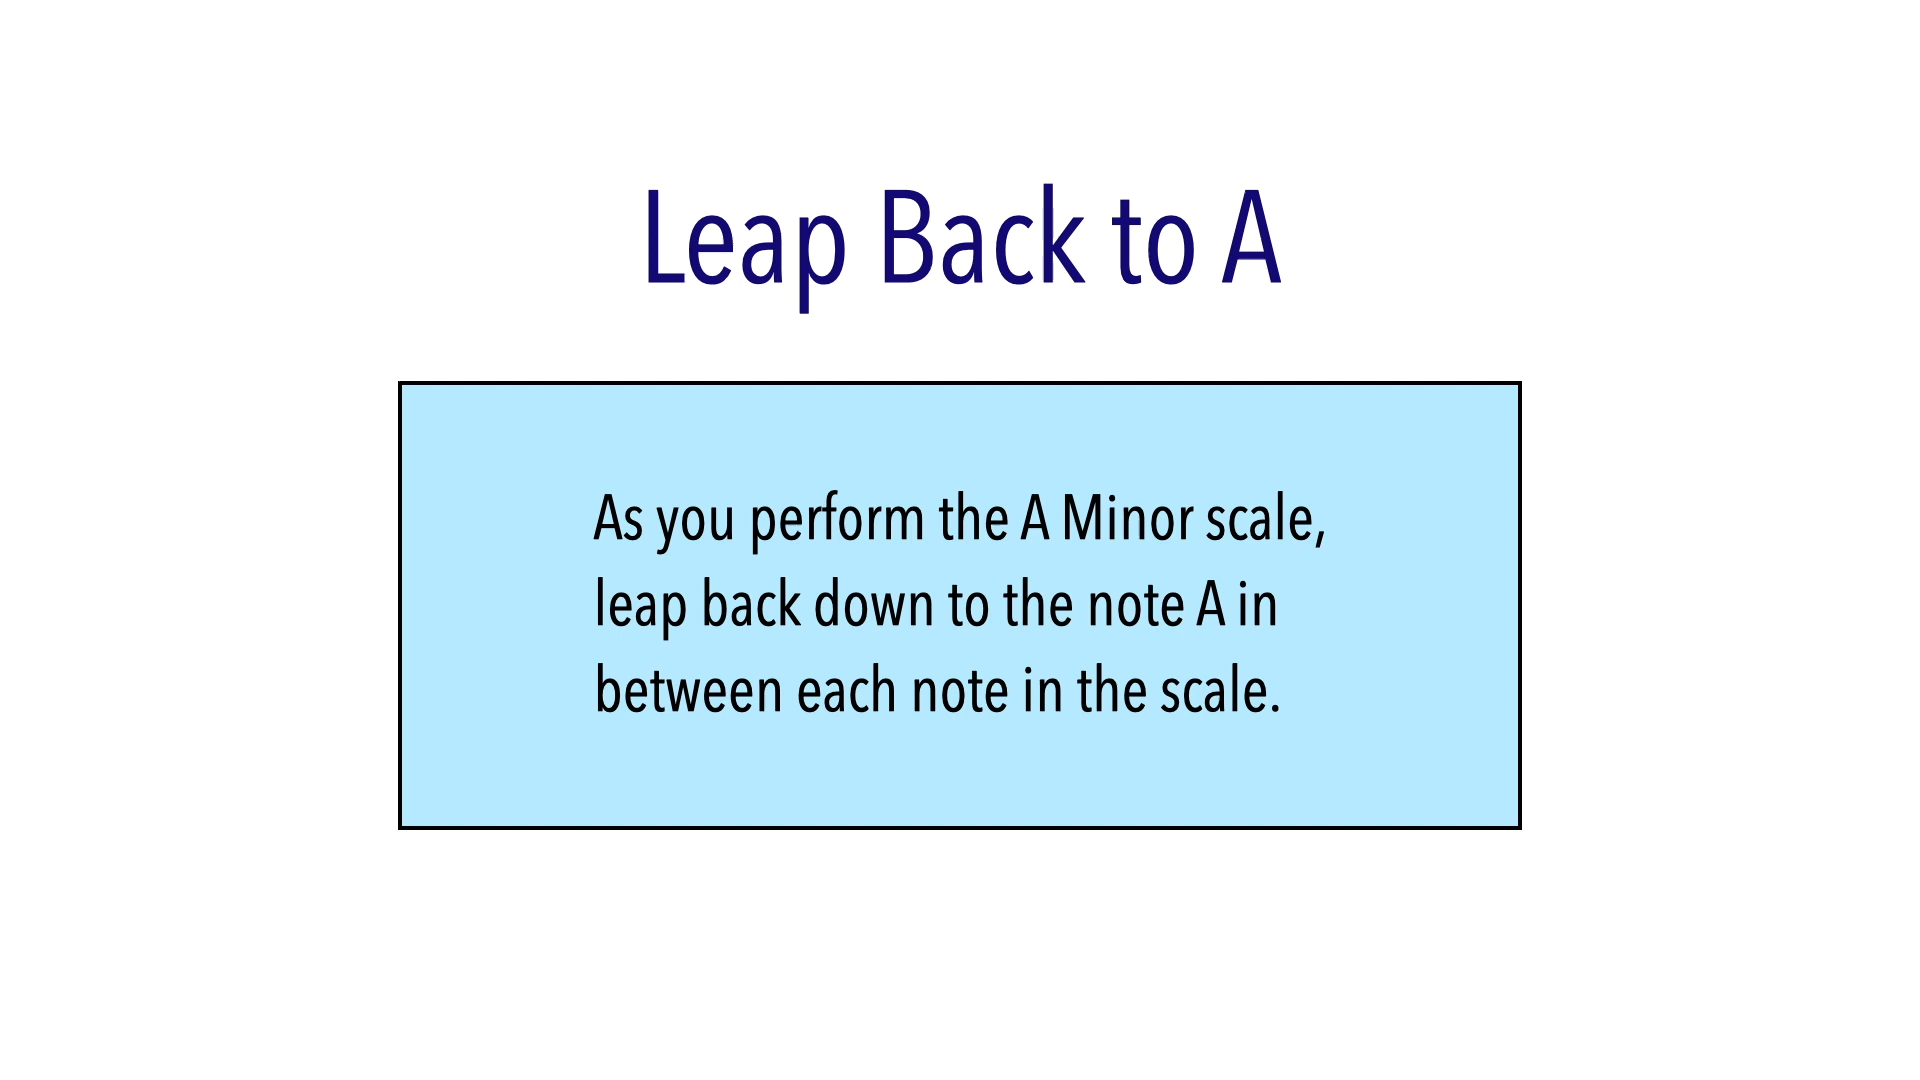 Leap Back to A
As you perform the A Minor scale,
leap back down to the note A in
between each note in the scale.